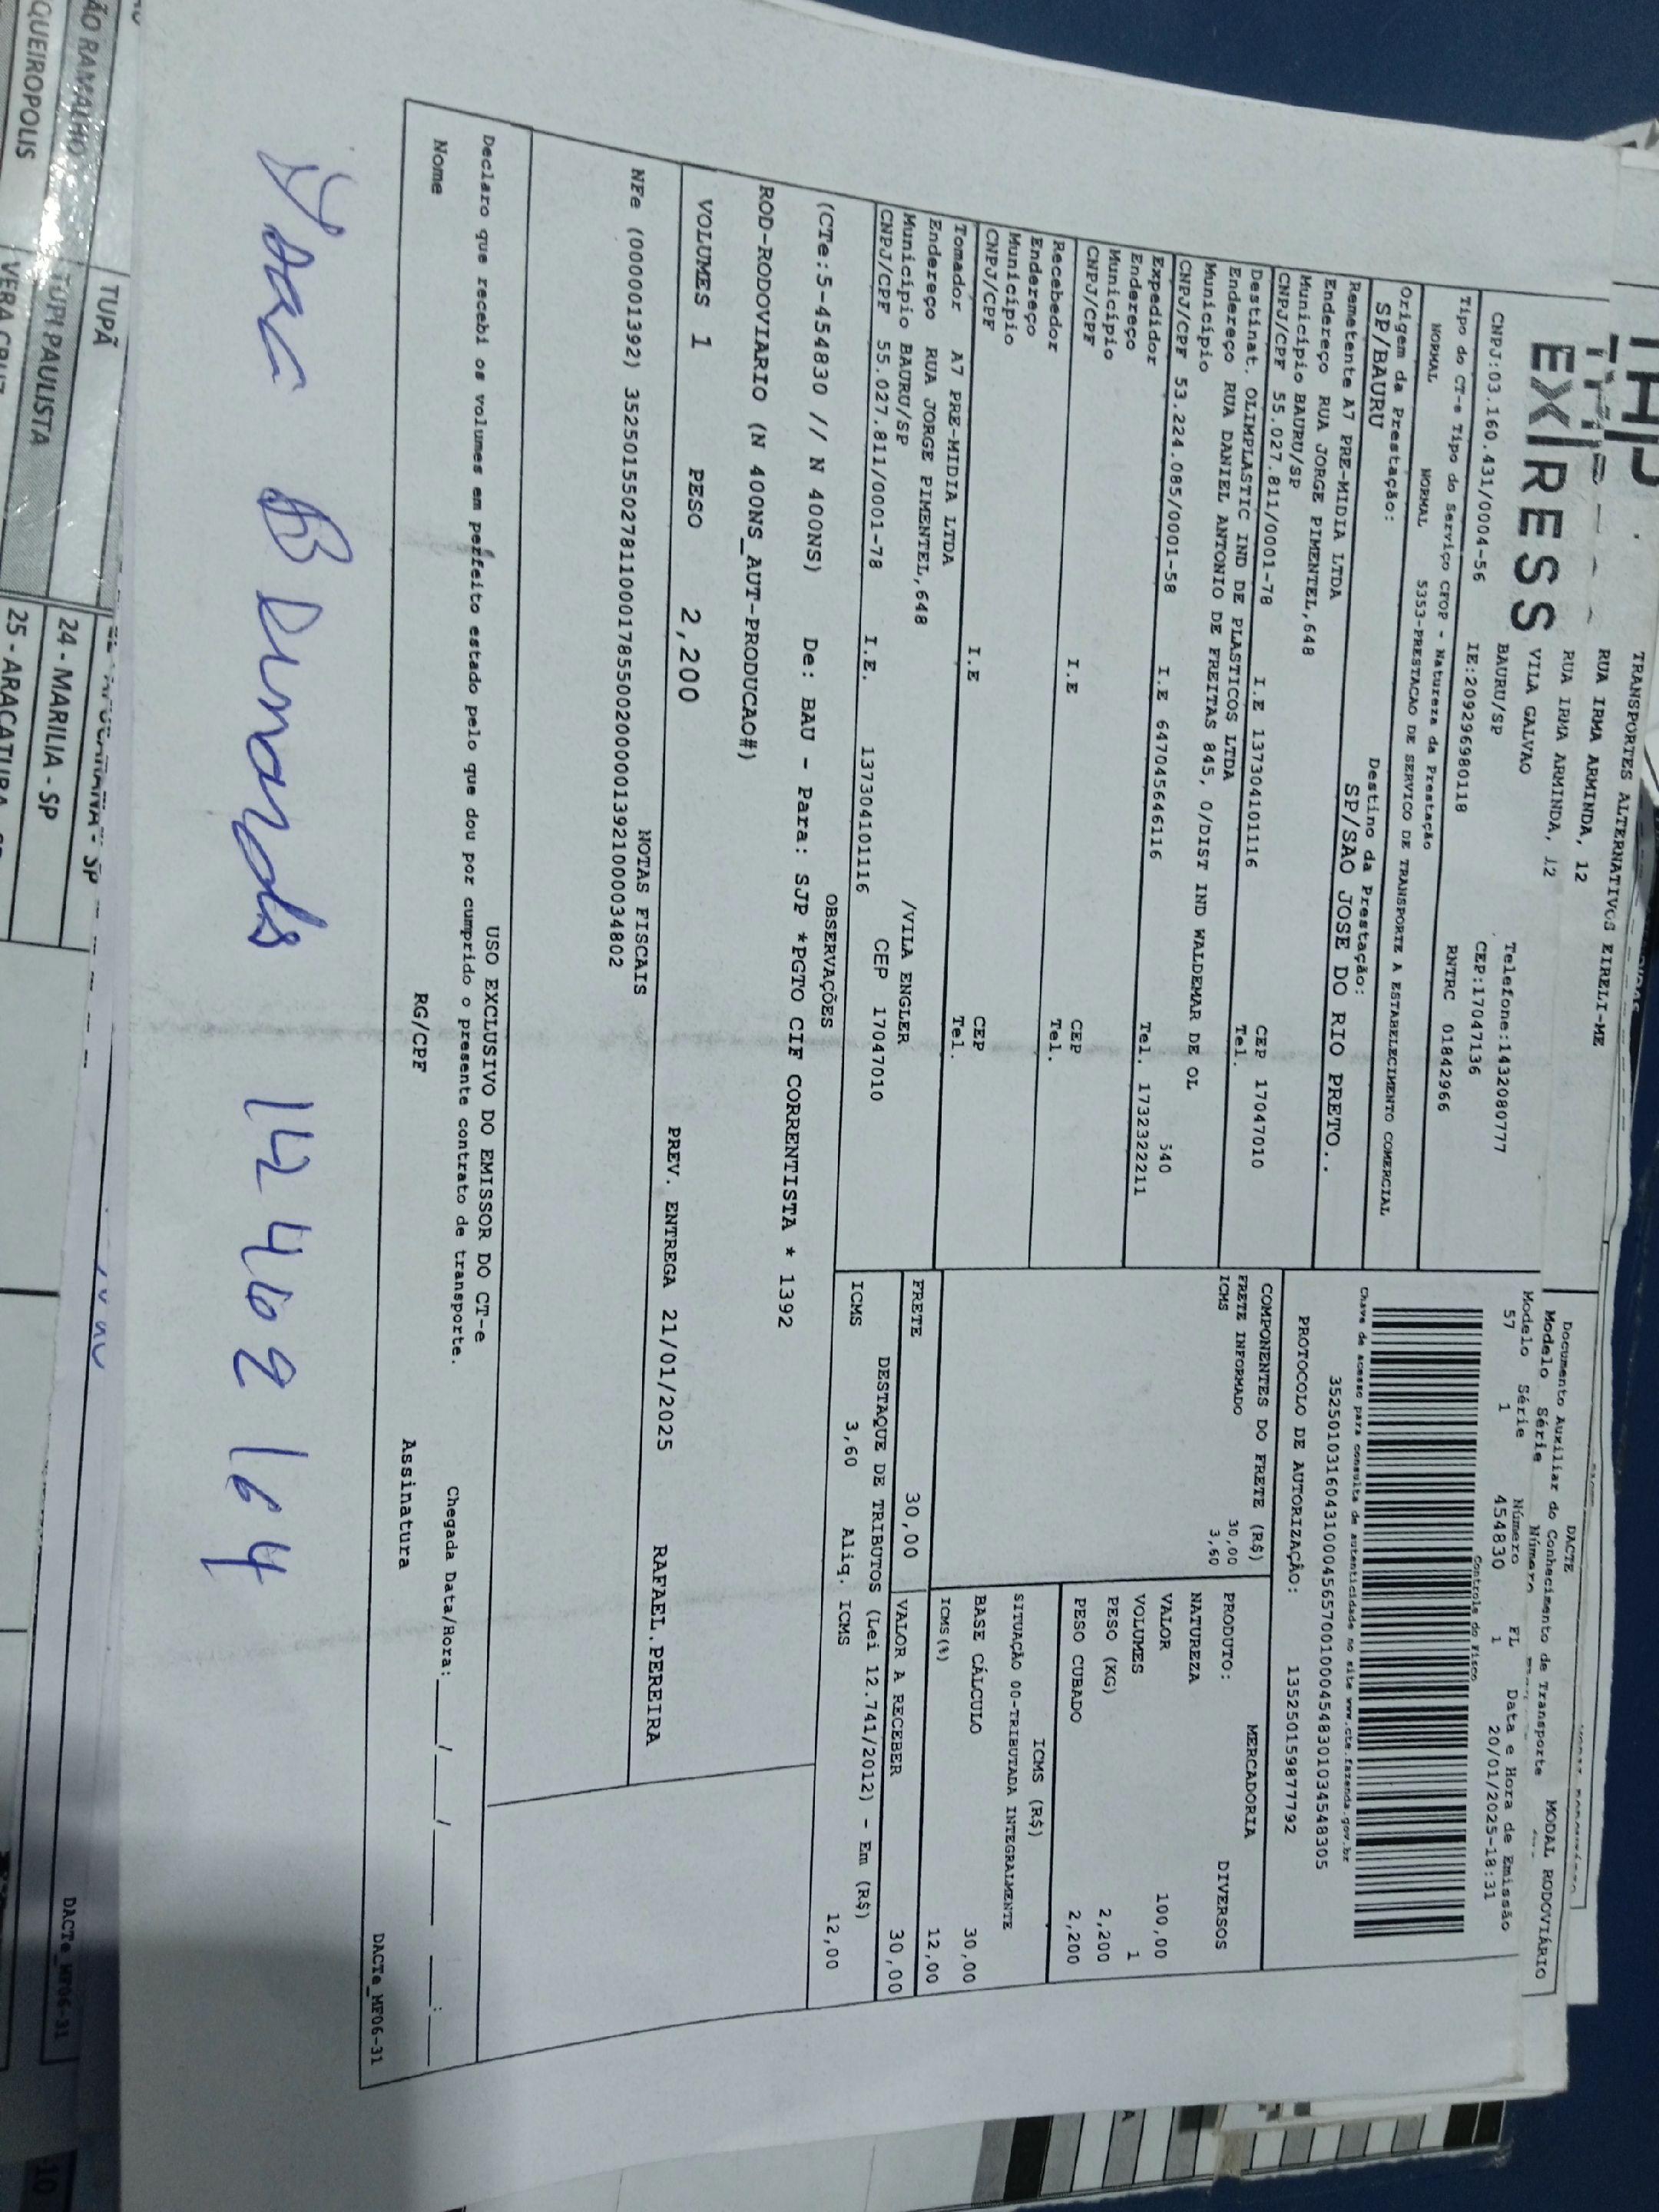 EXPRESS
TRANSPORTES ALTERNATIVOS EIRELI-ME
RUA IRMA ARMINDA, 12
RUA IRMA ARMINDA, 12
VILA GALVAO
BAURU/SP
Telefone:1432080777
CEP:17047136
CNPJ:03.160.431/0004-56 IE:209296980118 RNTRC 01842966
Tipo do CT-e Tipo do Serviço CFOP - Natureza da Prestação
NORMAL NORMAL 5353-PRESTACAO DE SERVICO DE TRANSPORTE A ESTABELECIMENTO COMERCIAL
Origem da Prestação: Destino da Prestação:
SP/BAURU SP/SAO JOSE DO RIO PRETO..
DACTE
Documento Auxiliar do Conhecimento de Transporte MODAL RODOVIÁRIO
Modelo Série Número
Modelo Série Número FL Data e Hora de Emissão
57 1 454830 1 20/01/2025-18:31
Controle do Fisco
Chave de acesso para consulta de autenticidade no site www.cte.fazenda.gov.br
35250103160431000456570010004548301034548305
PROTOCOLO DE AUTORIZAÇÃO: 135250159877792
Remetente A7 PRE-MIDIA LTDA
Endereço RUA JORGE PIMENTEL,648
Município BAURU/SP CEP 17047010
CNPJ/CPF 55.027.811/0001-78 I.E 137304101116 Tel.
Destinat. OLIMPLASTIC IND DE PLASTICOS LTDA
Endereço RUA DANIEL ANTONIO DE FREITAS 845, O/DIST IND WALDEMAR DE OL
Município 540
CNPJ/CPF 53.224.085/0001-58 I.E 647045646116 Tel. 1732322211
Expedidor
Endereço
Município CEP
CNPJ/CPF I.E Tel.
Recebedor
Endereço
Município CEP
CNPJ/CPF I.E Tel.
Tomador A7 PRE-MIDIA LTDA
Endereço RUA JORGE PIMENTEL,648 /VILA ENGLER
Município BAURU/SP CEP 17047010
CNPJ/CPF 55.027.811/0001-78 I.E. 137304101116
COMPONENTES DO FRETE (R$)
FRETE INFORMADO 30,00
ICMS 3,60
MERCADORIA
PRODUTO: DIVERSOS
NATUREZA
VALOR 100,00
VOLUMES 1
PESO (KG) 2,200
PESO CUBADO 2,200
ICMS (R$)
SITUAÇÃO 00-TRIBUTADA INTEGRALMENTE
BASE CÁLCULO 30,00
ICMS (%) 12,00
FRETE 30,00 VALOR A RECEBER 30,00
DESTAQUE DE TRIBUTOS (Lei 12.741/2012) - Em (R$)
ICMS 3,60 Aliq. ICMS 12,00
OBSERVAÇÕES
(CTe:5-454830 // N 400NS) De: BAU - Para: SJP *PGTO CIF CORRENTISTA * 1392
ROD-RODOVIARIO (N 400NS_AUT-PRODUCAO#)
VOLUMES 1 PESO 2,200 PREV. ENTREGA 21/01/2025 RAFAEL.PEREIRA
NOTAS FISCAIS
NFe (000001392) 35250155027811000178550020000013921000034802
USO EXCLUSIVO DO EMISSOR DO CT-e
Declaro que recebi os volumes em perfeito estado pelo que dou por cumprido o presente contrato de transporte.
Chegada Data/Hora: ____/____/______ ___:___
Nome RG/CPF Assinatura
DACTe_MF06-31
DACTe_MF06-31
QUEIROPOLIS
TUPÃ
TUPI PAULISTA
24 - MARILIA - SP